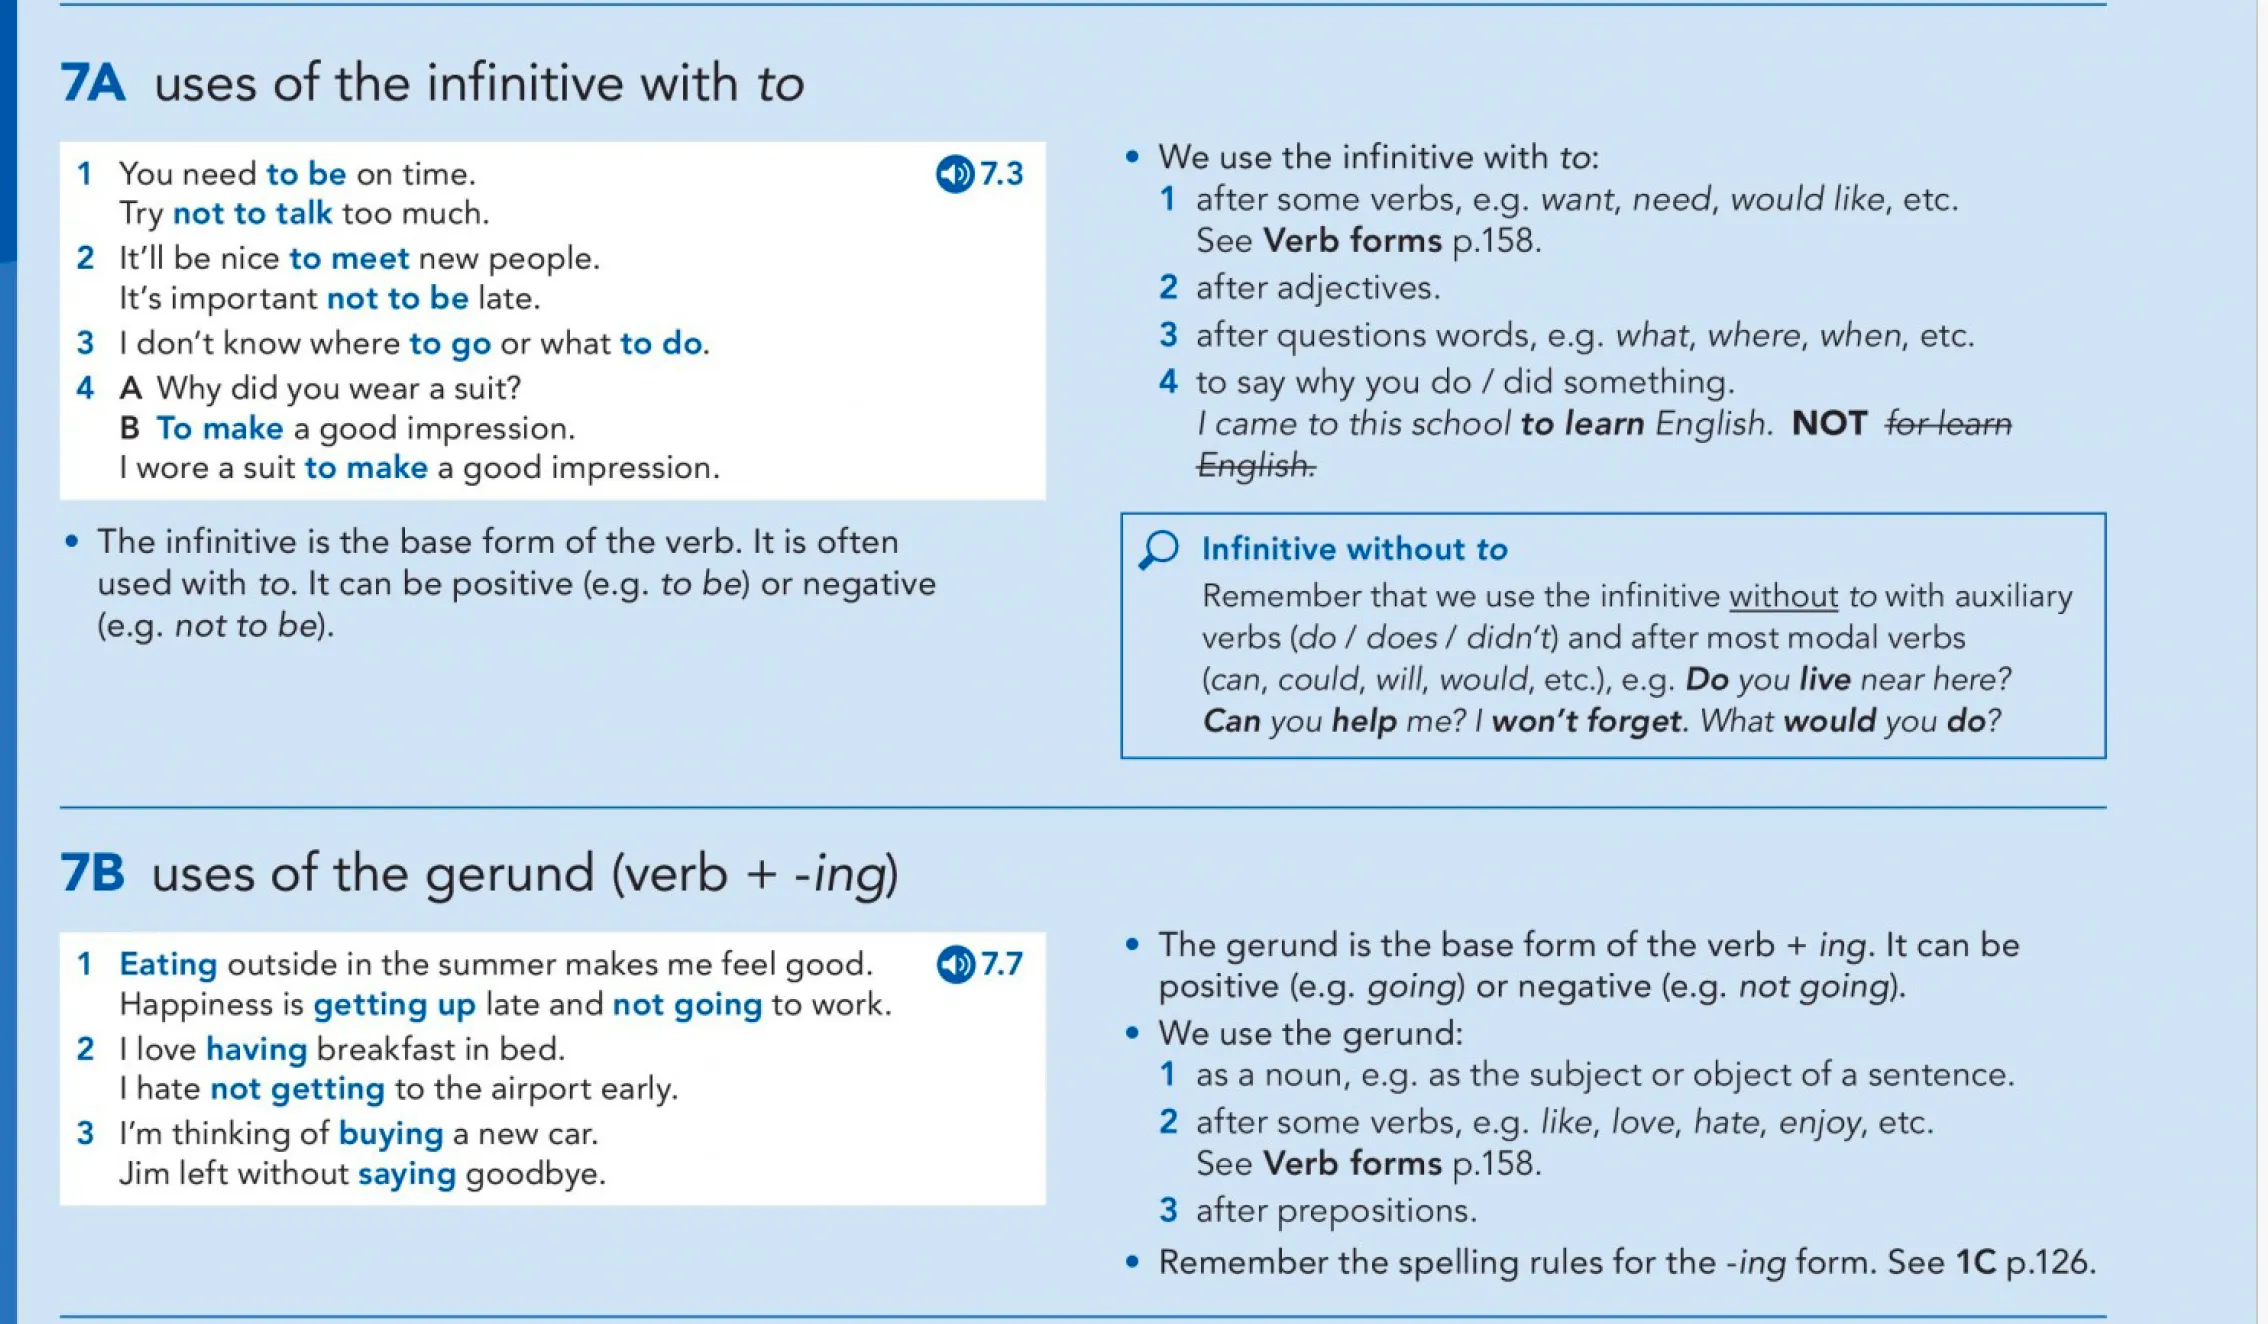 7A uses of the infinitive with to
1 You need to be on time. 7.3
Try not to talk too much.
2 It'll be nice to meet new people.
It's important not to be late.
3 I don't know where to go or what to do.
4 A Why did you wear a suit?
B To make a good impression.
I wore a suit to make a good impression.
• The infinitive is the base form of the verb. It is often
used with to. It can be positive (e.g. to be) or negative
(e.g. not to be).
• We use the infinitive with to:
1 after some verbs, e.g. want, need, would like, etc.
See Verb forms p.158.
2 after adjectives.
3 after questions words, e.g. what, where, when, etc.
4 to say why you do / did something.
I came to this school to learn English. NOT for learn
English.
Infinitive without to
Remember that we use the infinitive without to with auxiliary
verbs (do / does / didn't) and after most modal verbs
(can, could, will, would, etc.), e.g. Do you live near here?
Can you help me? I won't forget. What would you do?
7B uses of the gerund (verb + -ing)
1 Eating outside in the summer makes me feel good. 7.7
Happiness is getting up late and not going to work.
2 I love having breakfast in bed.
I hate not getting to the airport early.
3 I'm thinking of buying a new car.
Jim left without saying goodbye.
• The gerund is the base form of the verb + ing. It can be
positive (e.g. going) or negative (e.g. not going).
• We use the gerund:
1 as a noun, e.g. as the subject or object of a sentence.
2 after some verbs, e.g. like, love, hate, enjoy, etc.
See Verb forms p.158.
3 after prepositions.
• Remember the spelling rules for the -ing form. See 1C p.126.